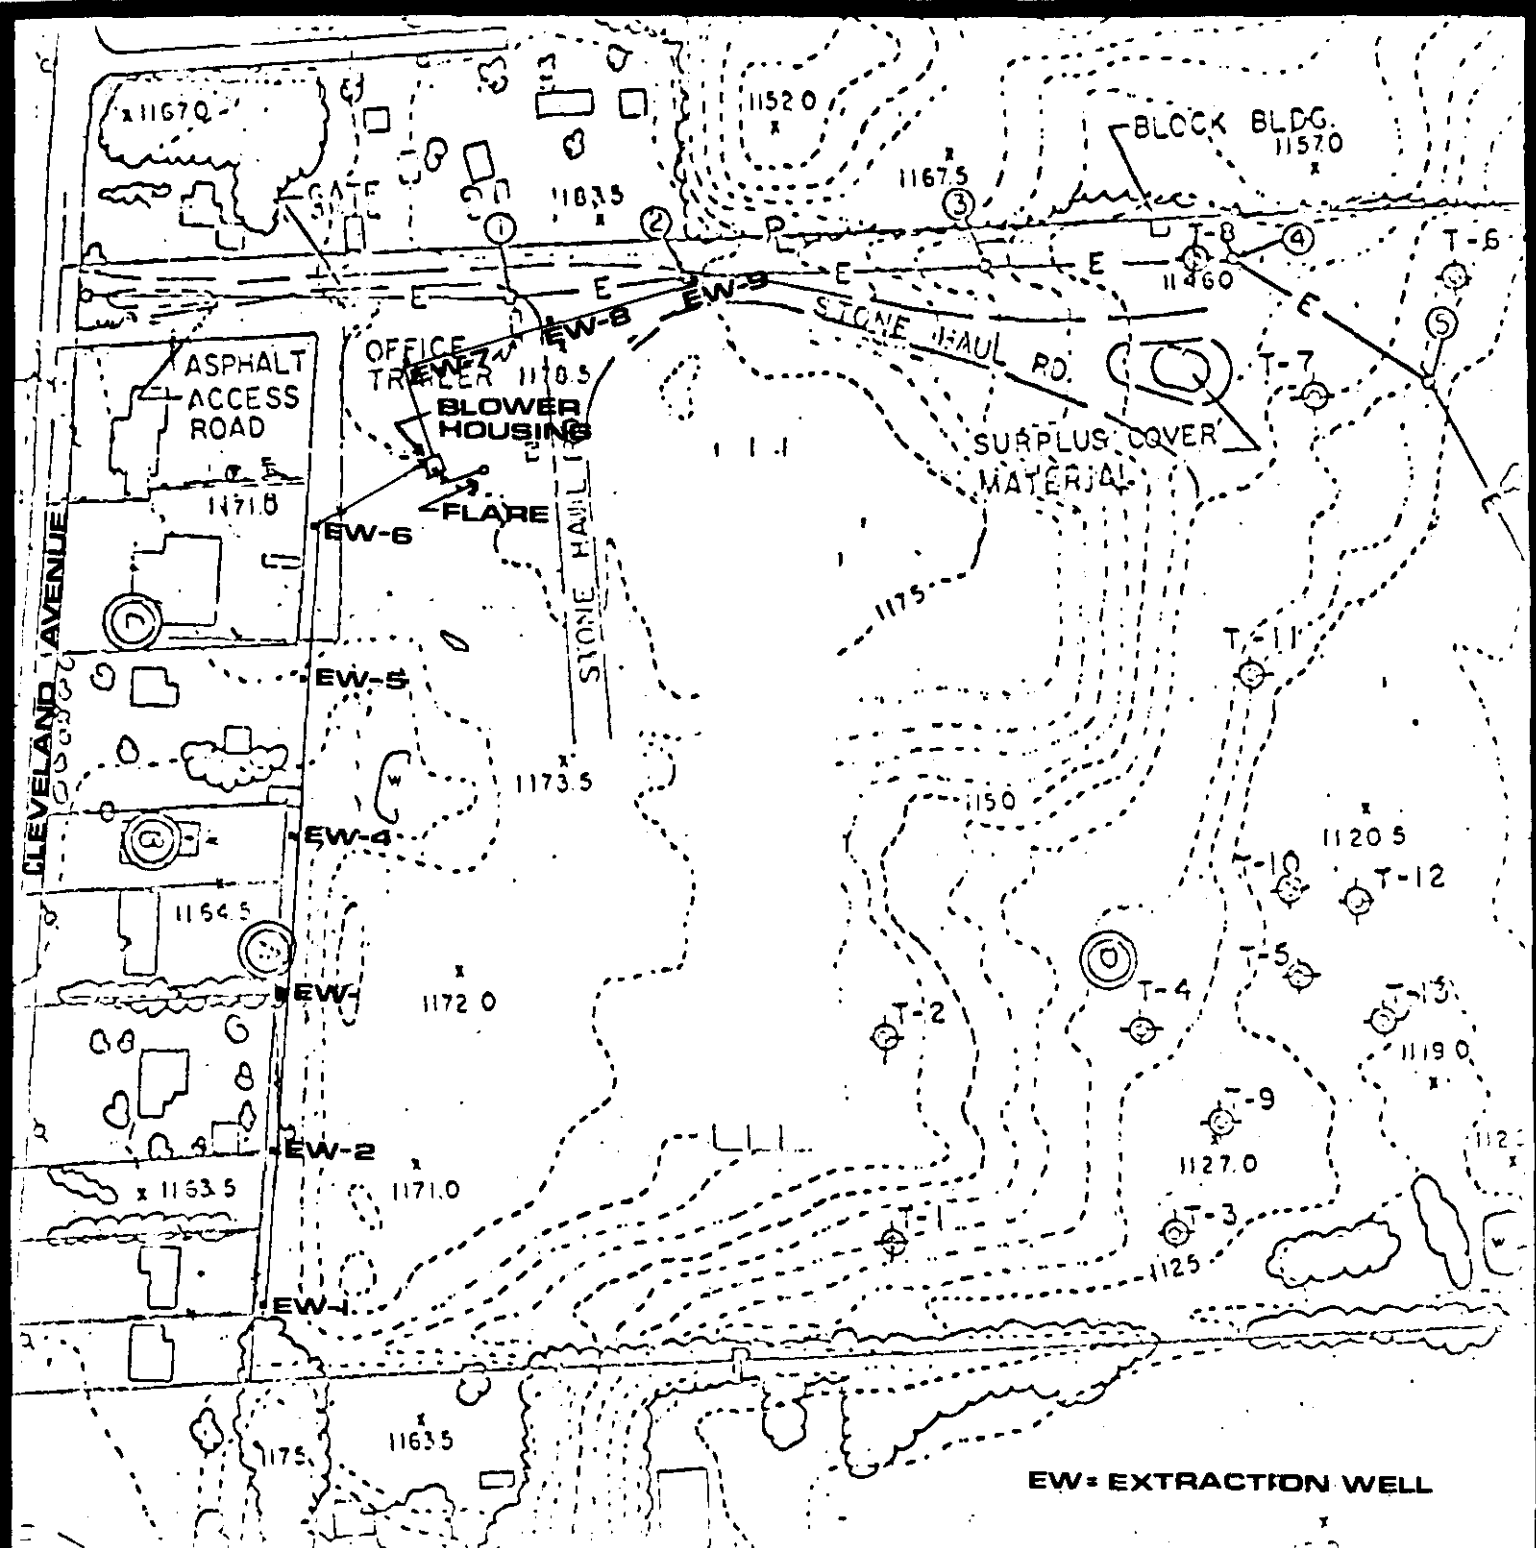 1152.0
BLOCK BLDG.
1157.0
x 1167.0
1167.5
GATE
1183.5
1
2
3
4
5
P
L
T-8
T-6
E
E
E
E
E
1146.0
EW-9
EW-8
STONE HAUL RD.
OFFICE
TRAILER
EW-7
1178.5
ASPHALT
ACCESS
ROAD
T-7
BLOWER
HOUSING
SURPLUS COVER
MATERIAL
1171.8
FLARE
EW-6
STONE HAUL
CLEVELAND AVENUE
1175
T-11
EW-5
W
1173.5
1150
1120.5
EW-4
T-10
T-12
1164.5
T-5
EW-
1172.0
T-2
T-4
T-13
1119.0
T-9
EW-2
1127.0
x 1163.5
1171.0
T-1
T-3
W
1125
EW-1
1163.5
1175
EW= EXTRACTION WELL